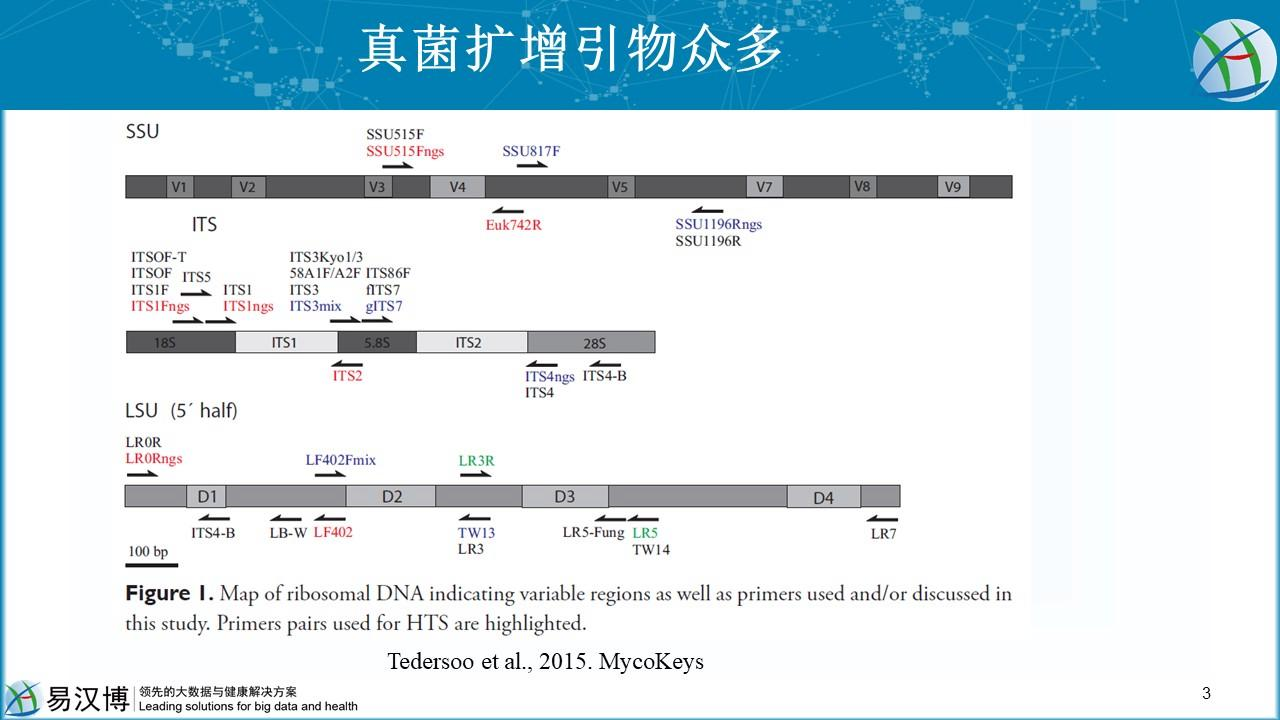 真菌扩增引物众多
SSU
SSU515F
SSU515Fngs
SSU817F
V1 V2 V3 V4 V5 V7 V8 V9
Euk742R
SSU1196Rngs
SSU1196R
ITS
ITSOF-T
ITSOF
ITS5
ITS1F
ITS1
ITS1Fngs
ITS1ngs
ITS3Kyo1/3
58A1F/A2F ITS86F
ITS3 fITS7
ITS3mix gITS7
18S ITS1 5.8S ITS2 28S
ITS2
ITS4ngs ITS4-B
ITS4
LSU (5´ half)
LR0R
LR0Rngs
LF402Fmix
LR3R
D1 D2 D3 D4
ITS4-B LB-W LF402
TW13
LR3
LR5-Fung LR5
TW14
LR7
100 bp
Figure 1. Map of ribosomal DNA indicating variable regions as well as primers used and/or discussed in
this study. Primers pairs used for HTS are highlighted.
Tedersoo et al., 2015. MycoKeys
易汉博
领先的大数据与健康解决方案
Leading solutions for big data and health
3